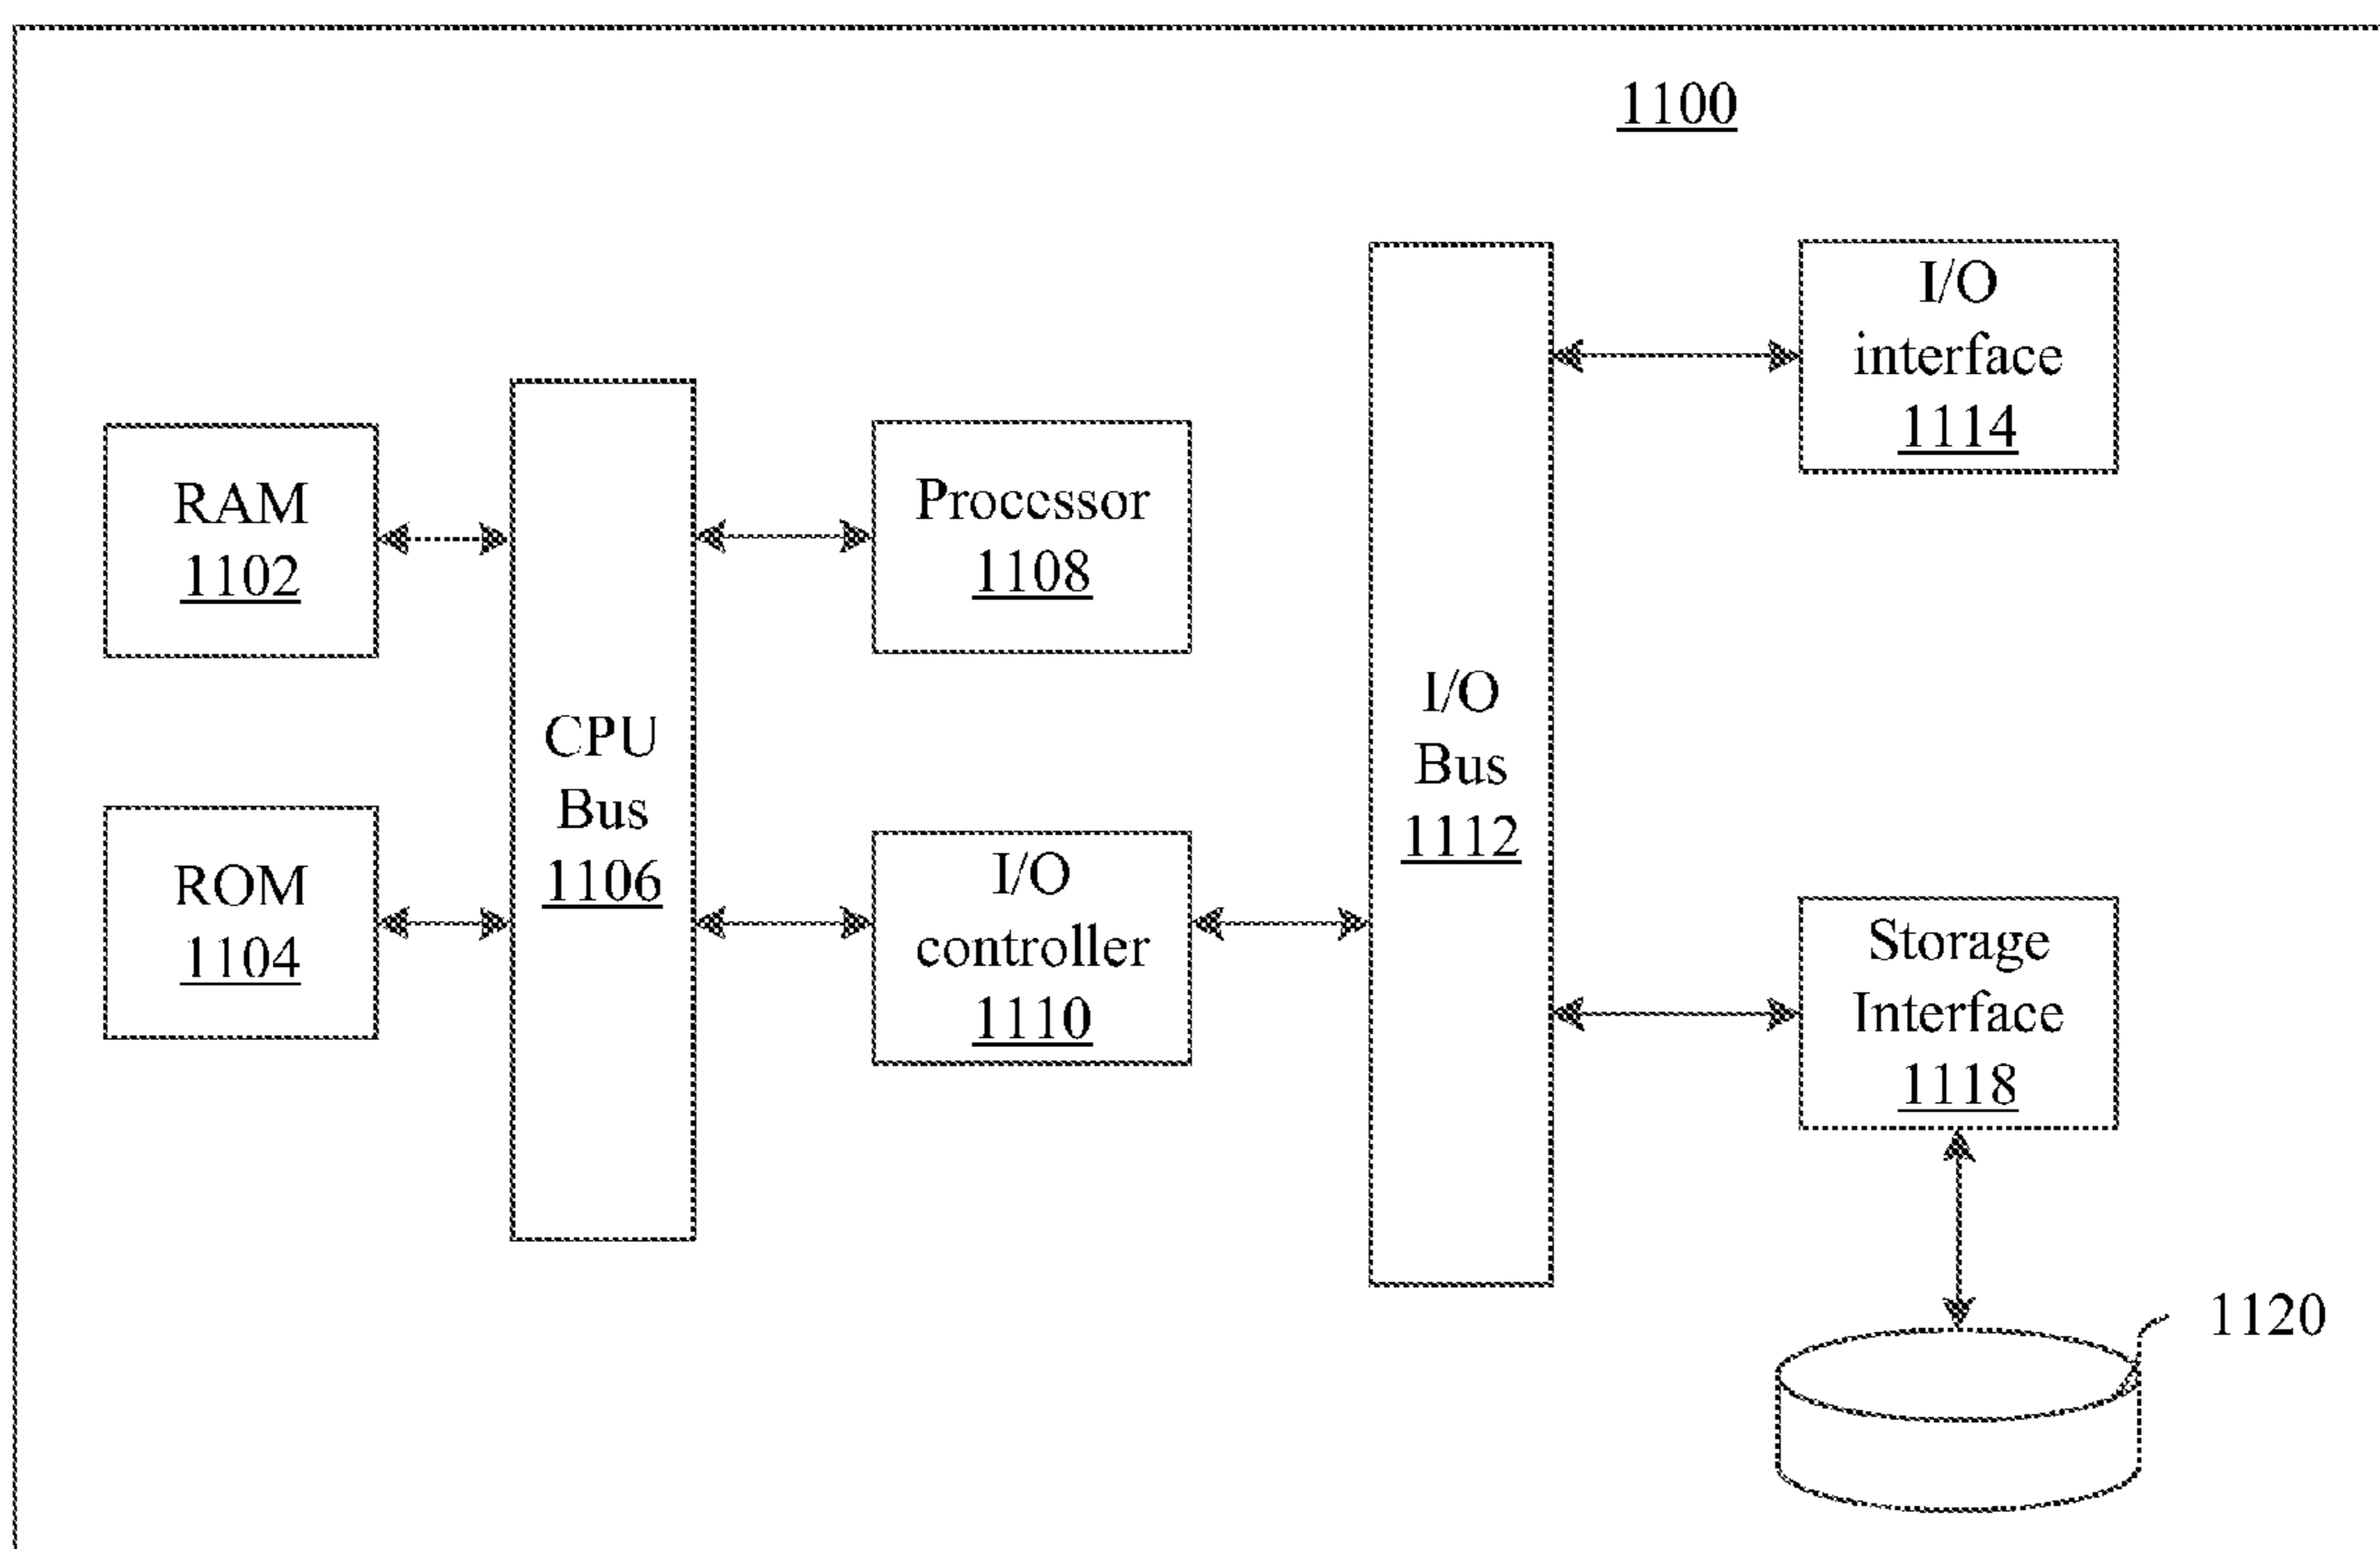 1100
I/O
interface
1114
RAM
1102
Processor
1108
CPU
Bus
1106
I/O
Bus
1112
ROM
1104
I/O
controller
1110
Storage
Interface
1118
1120